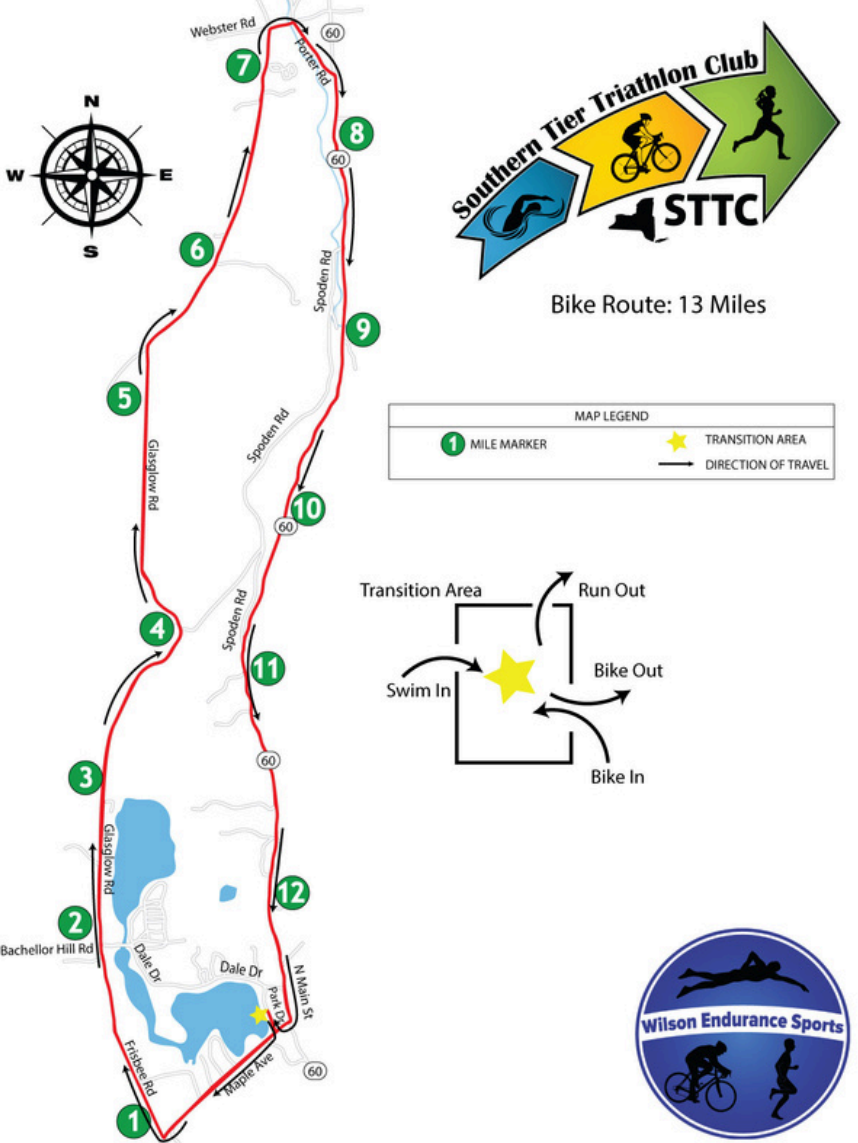 Webster Rd
60
Porter Rd
7
N
W
E
S
8
60
6
Spoden Rd
9
5
Spoden Rd
Glasglow Rd
10
60
4
Spoden Rd
11
60
3
Glasglow Rd
12
2
Bachellor Hill Rd
Dale Dr
Dale Dr
Park Dr
N Main St
Frisbee Rd
Maple Ave
60
1
Southern Tier Triathlon Club
STTC
Bike Route: 13 Miles
MAP LEGEND
1 MILE MARKER
TRANSITION AREA
DIRECTION OF TRAVEL
Transition Area
Run Out
Swim In
Bike Out
Bike In
Wilson Endurance Sports